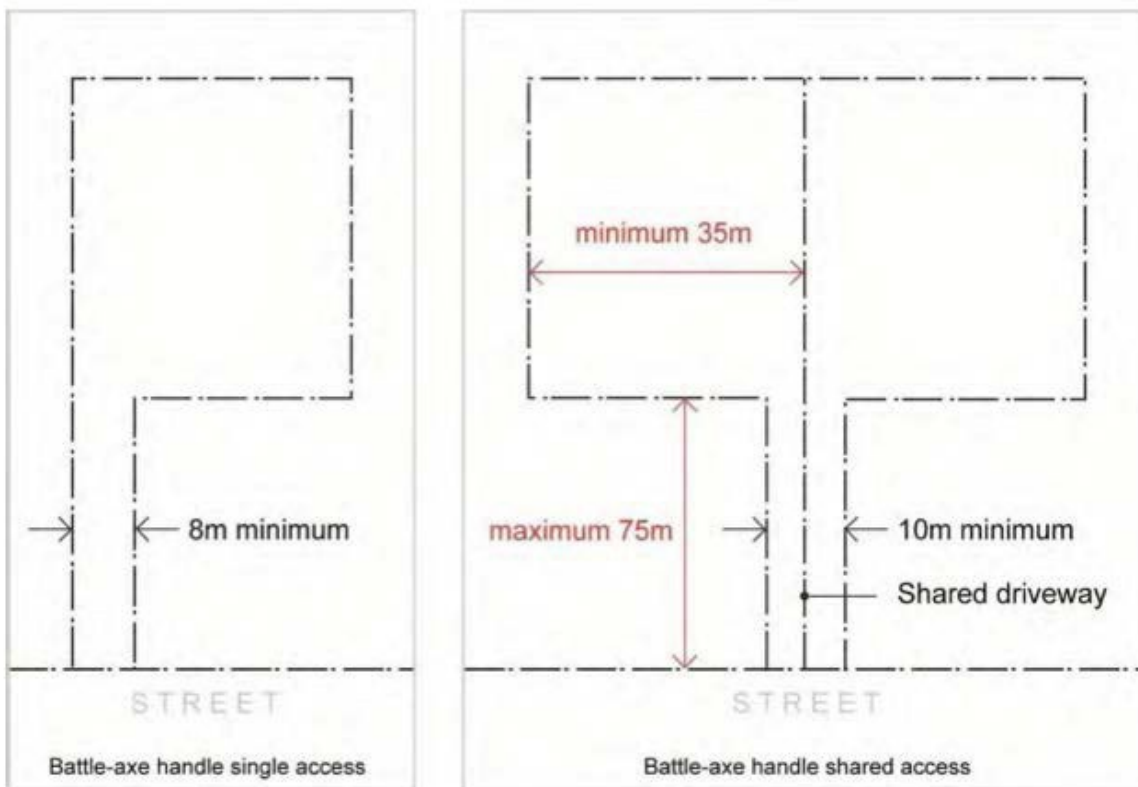 8m minimum
STREET
Battle-axe handle single access
minimum 35m
maximum 75m
10m minimum
Shared driveway
STREET
Battle-axe handle shared access